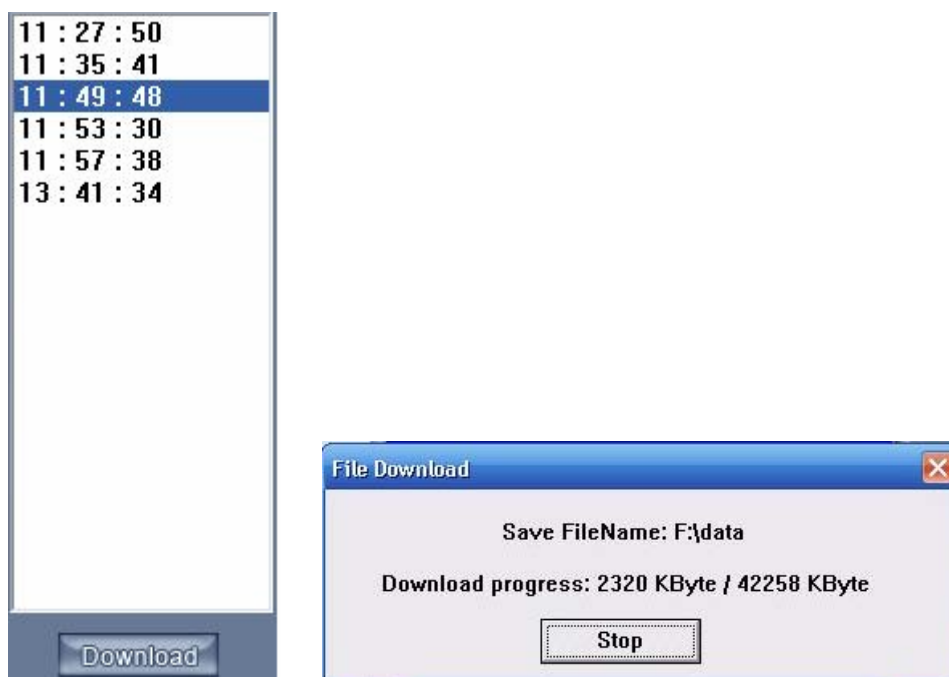 11 : 27 : 50
11 : 35 : 41
11 : 49 : 48
11 : 53 : 30
11 : 57 : 38
13 : 41 : 34
Download
File Download
Save FileName: F:\data
Download progress: 2320 KByte / 42258 KByte
Stop